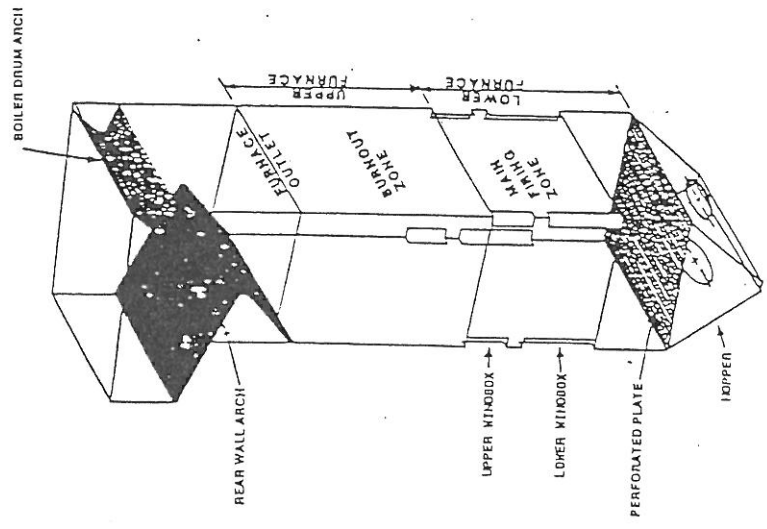 BOILER DRUM ARCH
UPPER
FURNACE
LOWER
FURNACE
FURNACE
OUTLET
BURNOUT
ZONE
MAIN
FIRING
ZONE
REAR WALL ARCH
UPPER WINDBOX
LOWER WINDBOX
PERFORATED PLATE
HOPPER